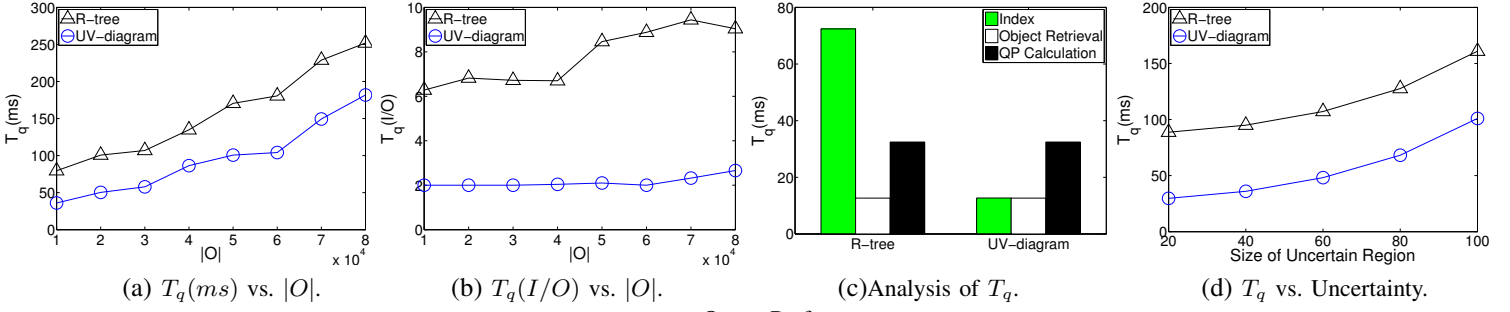 R-tree
UV-diagram
300
250
200
150
100
50
0
T_q(ms)
1 2 3 4 5 6 7 8
|O|
x 10^4
(a) T_q(ms) vs. |O|.
R-tree
UV-diagram
10
8
6
4
2
0
T_q(I/O)
1 2 3 4 5 6 7 8
|O|
x 10^4
(b) T_q(I/O) vs. |O|.
Index
Object Retrieval
QP Calculation
80
60
40
20
0
T_q(ms)
R-tree UV-diagram
(c)Analysis of T_q.
R-tree
UV-diagram
200
150
100
50
0
T_q(ms)
20 40 60 80 100
Size of Uncertain Region
(d) T_q vs. Uncertainty.